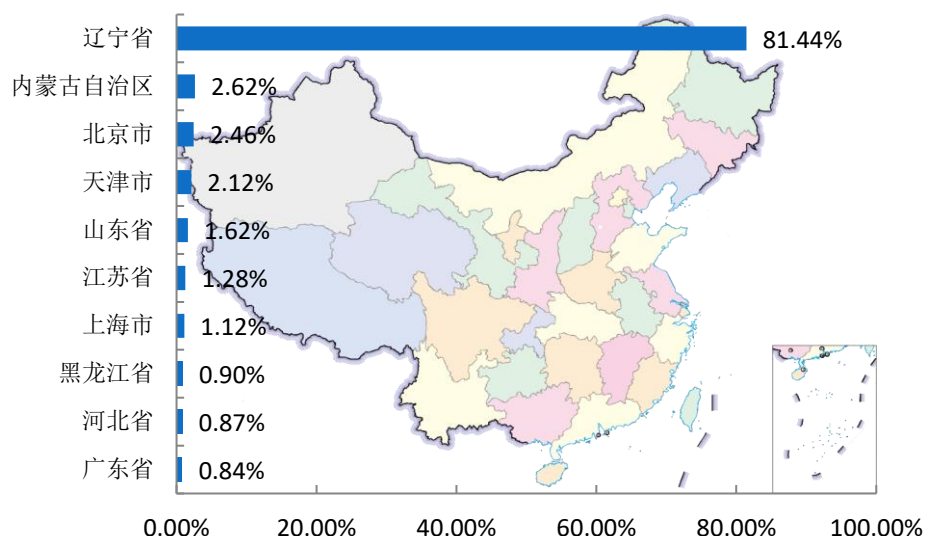 辽宁省 81.44%
内蒙古自治区 2.62%
北京市 2.46%
天津市 2.12%
山东省 1.62%
江苏省 1.28%
上海市 1.12%
黑龙江省 0.90%
河北省 0.87%
广东省 0.84%
0.00% 20.00% 40.00% 60.00% 80.00% 100.00%